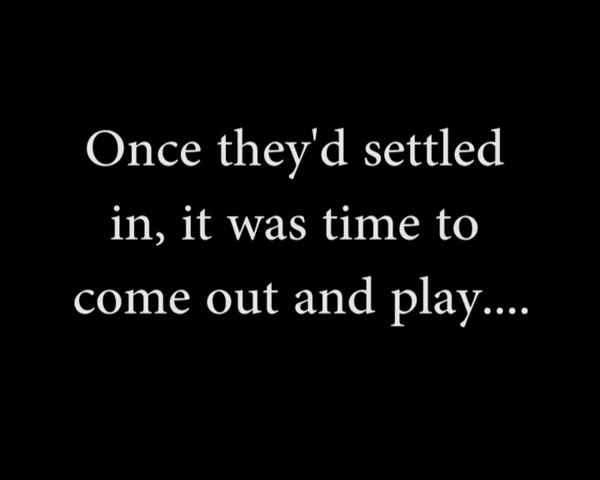 Once they'd settled
in, it was time to
come out and play....